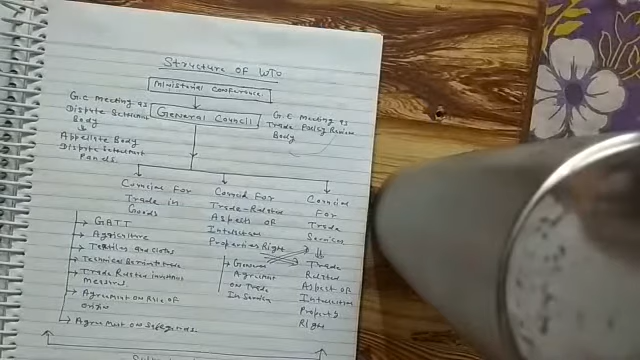 Structure of WTO
Ministerial Conference
G.C Meeting as
Dispute Settlement
Body
Appellate Body
Dispute Settlement
Panels.
General Council
G.C Meeting as
Trade Policy Review
Body
Council For
Trade in
Goods
GATT
Agriculture
Textiles and cloths
Technical Barrier to trade
Trade Related investment
Measures
Agreement on Rule of
origin
Agreement on Safeguards
Council For
Trade-Related
Aspects of
Intellectual
Properties Right
General
Agreement
on Trade
In Service
Council
For
Trade
Services
Trade
Related
Aspect of
Intellectual
Property
Right